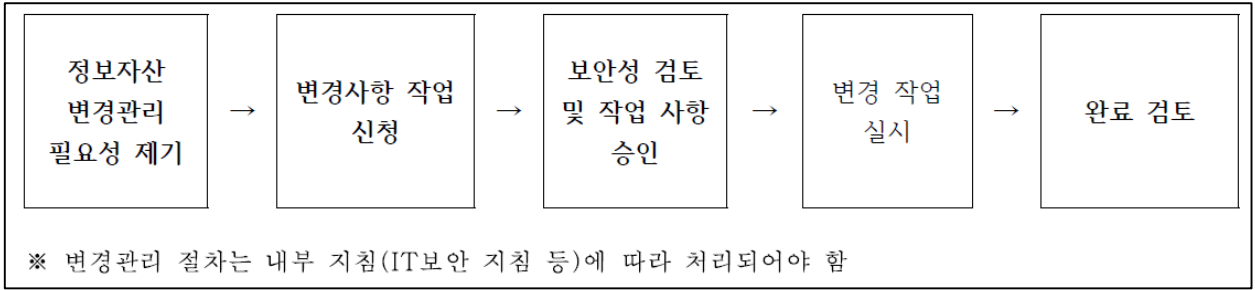 정보자산
변경관리
필요성 제기
→
변경사항 작업
신청
→
보안성 검토
및 작업 사항
승인
→
변경 작업
실시
→
완료 검토
※ 변경관리 절차는 내부 지침(IT보안 지침 등)에 따라 처리되어야 함